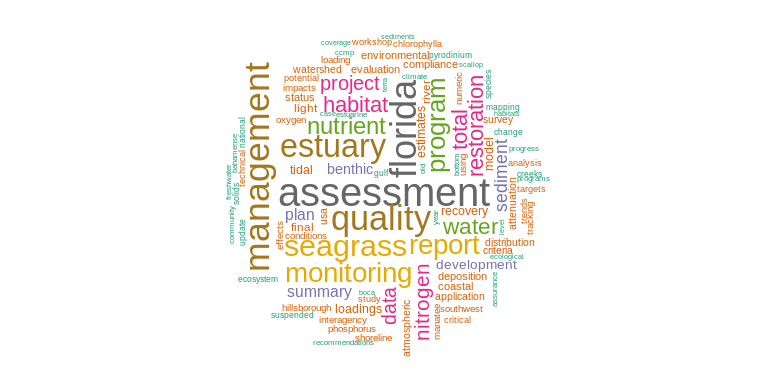 sediments
coverage
workshop
chlorophylla
ccmp
loading
environmental
pyrodinium
watershed
evaluation
compliance
scallop
potential
project
terra
climate
impacts
status
habitat
light
florida
river
program
numeric
species
mapping
habitats
case
estuarine
oxygen
nutrient
estimates
total
restoration
survey
change
national
management
estuary
model
progress
bahamense
technical
tidal
benthic
gulf
old
bottom
using
sediment
analysis
creeks
programs
freshwater
solids
assessment
attenuation
targets
community
update
plan
usa
quality
year
recovery
water
level
trends
tracking
effects
final
conditions
seagrass
report
distribution
criteria
ecological
monitoring
development
ecosystem
deposition
coastal
assurance
summary
boca
study
data
nitrogen
application
hillsborough
loadings
suspended
interagency
atmospheric
manatee
southwest
critical
phosphorus
shoreline
recommendations